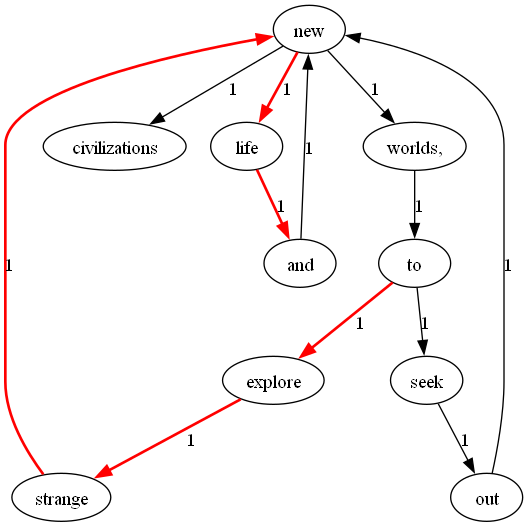 new
1 1 1
civilizations life worlds,
1 1 1
and to
1 1 1 1
explore seek
1 1
strange out